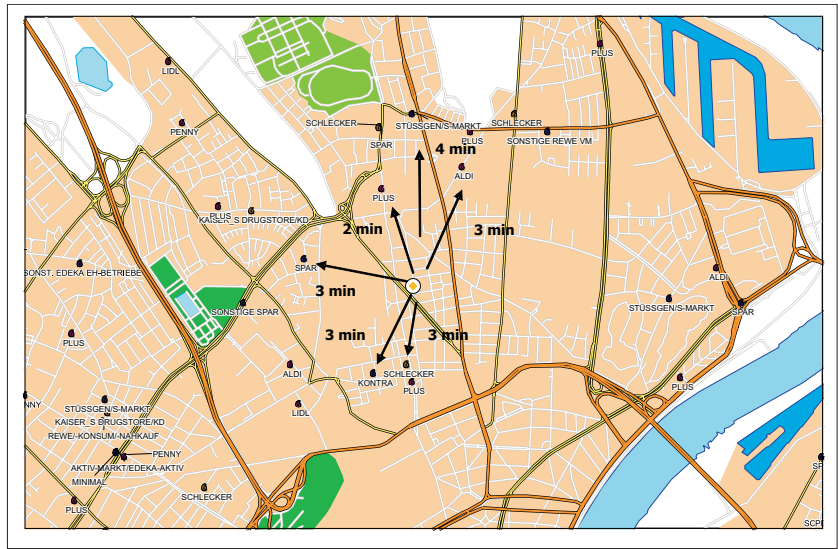 PLUS
LIDL
SCHLECKER
STÜSSGEN/S-MARKT
SCHLECKER
PENNY
SPAR
PLUS
SONSTIGE REWE VM
4 min
ALDI
PLUS
PLUS
KAISER_S DRUGSTORE/KD
2 min
3 min
SPAR
SONST. EDEKA EH-BETRIEBE
ALDI
3 min
SONSTIGE SPAR
STÜSSGEN/S-MARKT
SPAR
3 min
3 min
PLUS
ALDI
SCHLECKER
KONTRA
PLUS
PLUS
NNY
LIDL
STÜSSGEN/S-MARKT
KAISER_S DRUGSTORE/KD
REWE/-KONSUM/-NAHKAUF
PENNY
AKTIV-MARKT/EDEKA-AKTIV
SP
MINIMAL
SCHLECKER
PLUS
SCPE